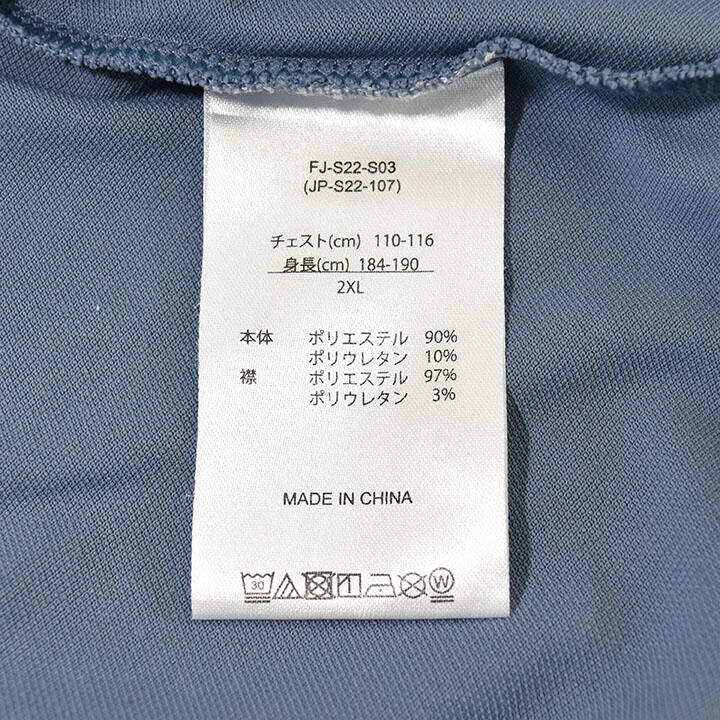 FJ-S22-S03
(JP-S22-107)
チェスト(cm) 110-116
身長(cm) 184-190
2XL
本体 ポリエステル 90%
ポリウレタン 10%
襟 ポリエステル 97%
ポリウレタン 3%
MADE IN CHINA
30 W